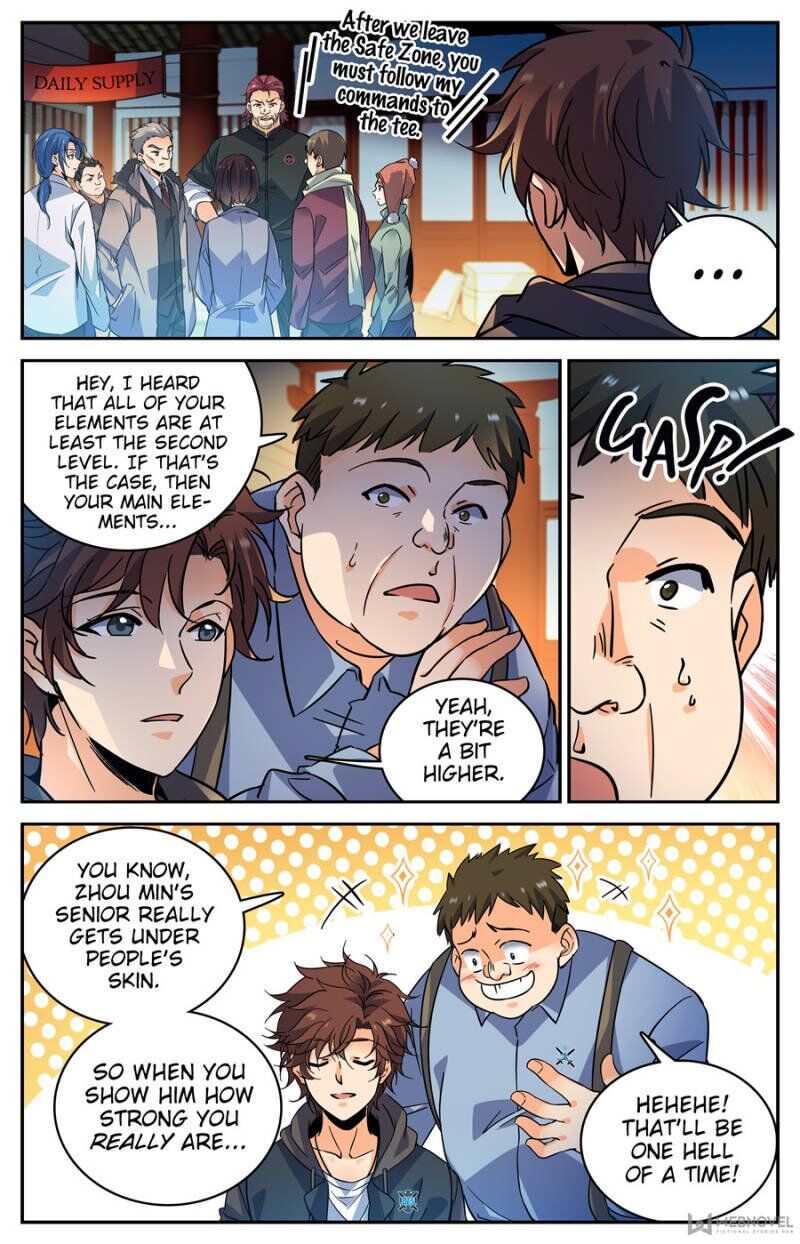 After we leave
the Safe Zone, you
must follow my
commands to
the tee.
DAILY SUPPLY
...
HEY, I HEARD
THAT ALL OF YOUR
ELEMENTS ARE
AT LEAST THE SECOND
LEVEL. IF THAT'S
THE CASE, THEN
YOUR MAIN ELE-
MENTS...
GASP!
YEAH,
THEY'RE
A BIT
HIGHER.
YOU KNOW,
ZHOU MIN'S
SENIOR REALLY
GETS UNDER
PEOPLE'S
SKIN.
SO WHEN YOU
SHOW HIM HOW
STRONG YOU
REALLY ARE...
HEHEHE!
THAT'LL BE
ONE HELL
OF A TIME!
WEBNOVEL
FICTIONAL STORIES HUB